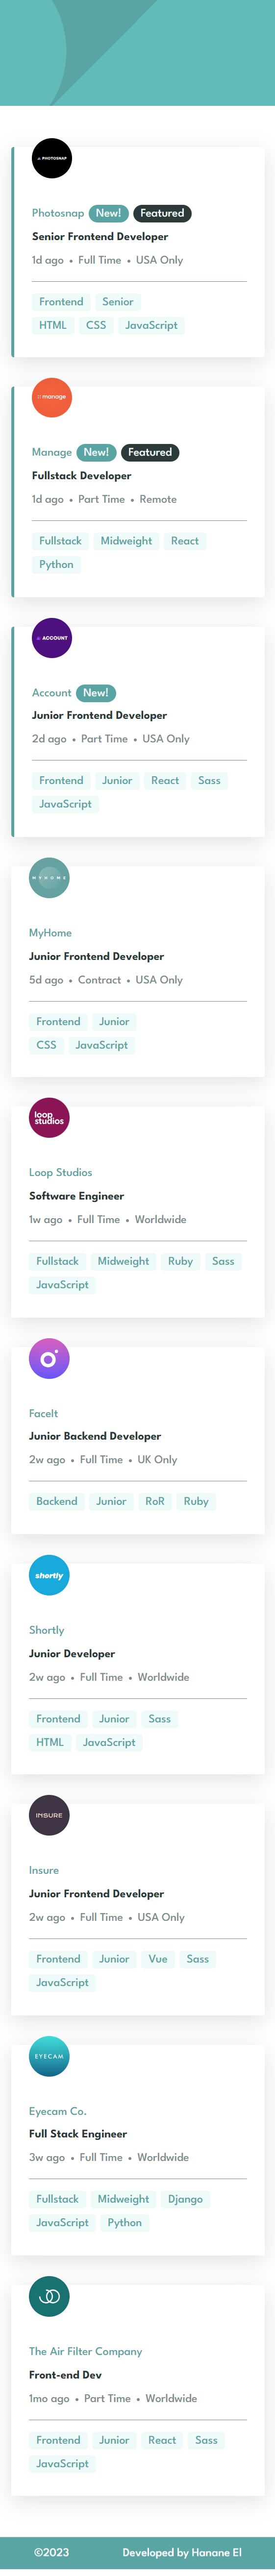 PHOTOSNAP
Photosnap New! Featured
Senior Frontend Developer
1d ago • Full Time • USA Only
Frontend Senior
HTML CSS JavaScript
manage
Manage New! Featured
Fullstack Developer
1d ago • Part Time • Remote
Fullstack Midweight React
Python
ACCOUNT
Account New!
Junior Frontend Developer
2d ago • Part Time • USA Only
Frontend Junior React Sass
JavaScript
MYHOME
MyHome
Junior Frontend Developer
5d ago • Contract • USA Only
Frontend Junior
CSS JavaScript
loop
studios
Loop Studios
Software Engineer
1w ago • Full Time • Worldwide
Fullstack Midweight Ruby Sass
JavaScript
FaceIt
Junior Backend Developer
2w ago • Full Time • UK Only
Backend Junior RoR Ruby
shortly
Shortly
Junior Developer
2w ago • Full Time • Worldwide
Frontend Junior Sass
HTML JavaScript
INSURE
Insure
Junior Frontend Developer
2w ago • Full Time • USA Only
Frontend Junior Vue Sass
JavaScript
EYECAM
Eyecam Co.
Full Stack Engineer
3w ago • Full Time • Worldwide
Fullstack Midweight Django
JavaScript Python
The Air Filter Company
Front-end Dev
1mo ago • Part Time • Worldwide
Frontend Junior React Sass
JavaScript
©2023 Developed by Hanane El